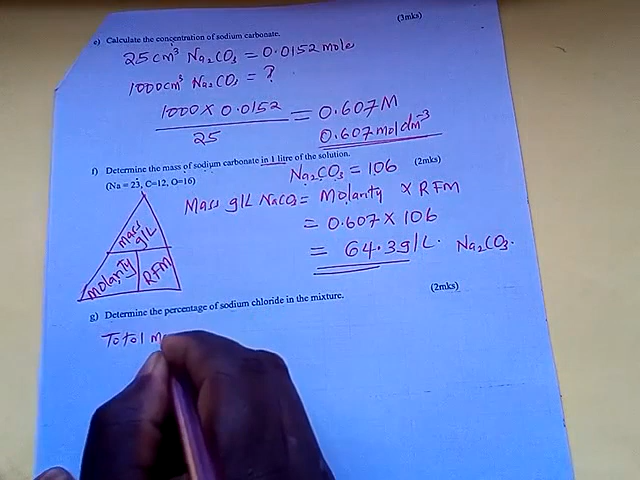 (3mks)
e) Calculate the concentration of sodium carbonate.
25cm³ Na₂CO₃ = 0.0152 mole
1000cm³ Na₂CO₃ = ?
1000 × 0.0152
25
= 0.607M
0.607 moldm⁻³
f) Determine the mass of sodium carbonate in 1 litre of the solution.
(2mks)
(Na = 23, C=12, O=16)
Na₂CO₃ = 106
Mass g/L NaCO₃ = Molarity × RFM
= 0.607 × 106
= 64.3g/L. Na₂CO₃.
mass g/L
molarity
RFM
g) Determine the percentage of sodium chloride in the mixture.
(2mks)
Total m